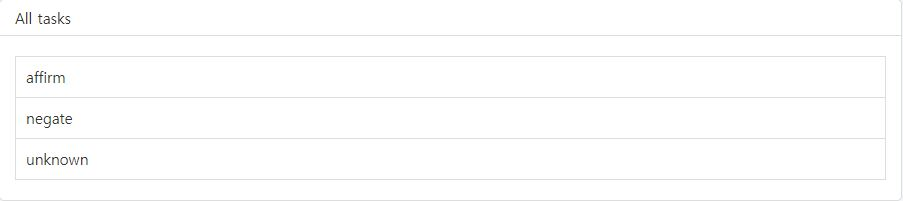 All tasks
affirm
negate
unknown